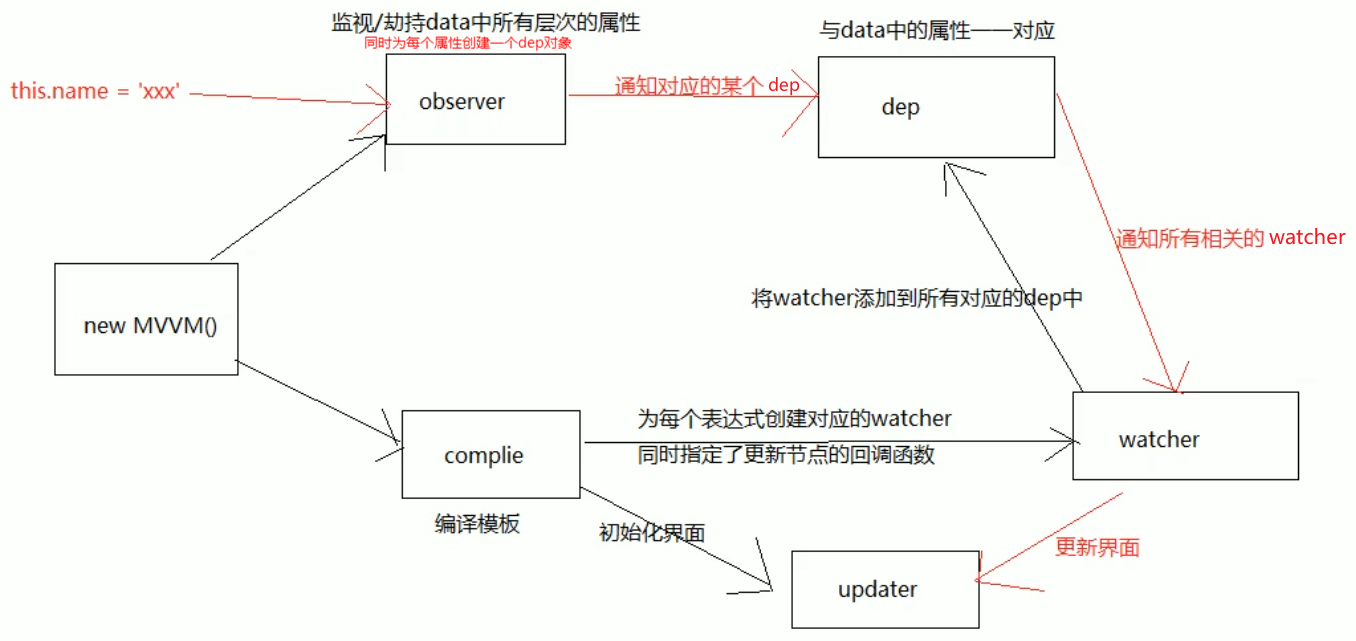 监视/劫持data中所有层次的属性
同时为每个属性创建一个dep对象
与data中的属性一一对应
this.name = 'xxx'
observer
通知对应的某个 dep
dep
通知所有相关的 watcher
将watcher添加到所有对应的dep中
new MVVM()
为每个表达式创建对应的watcher
同时指定了更新节点的回调函数
complie
watcher
编译模板
初始化界面
更新界面
updater